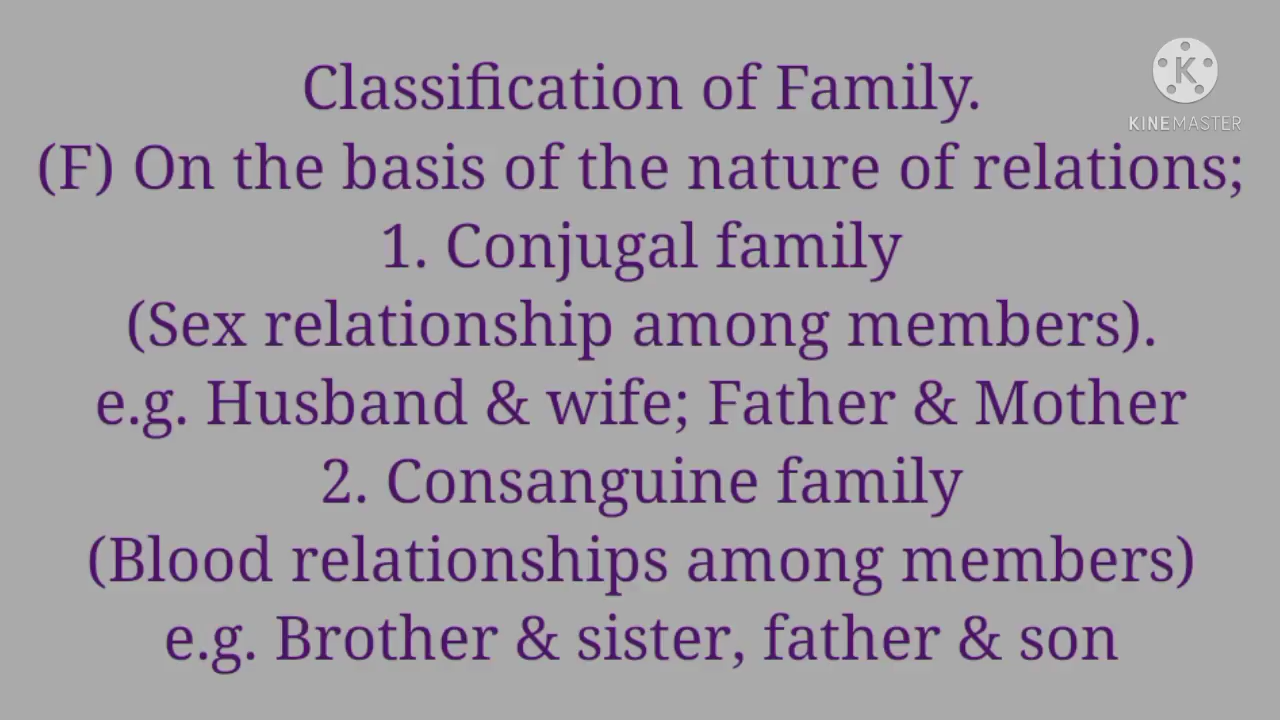 Classification of Family.
K
KINEMASTER
(F) On the basis of the nature of relations;
1. Conjugal family
(Sex relationship among members).
e.g. Husband & wife; Father & Mother
2. Consanguine family
(Blood relationships among members)
e.g. Brother & sister, father & son